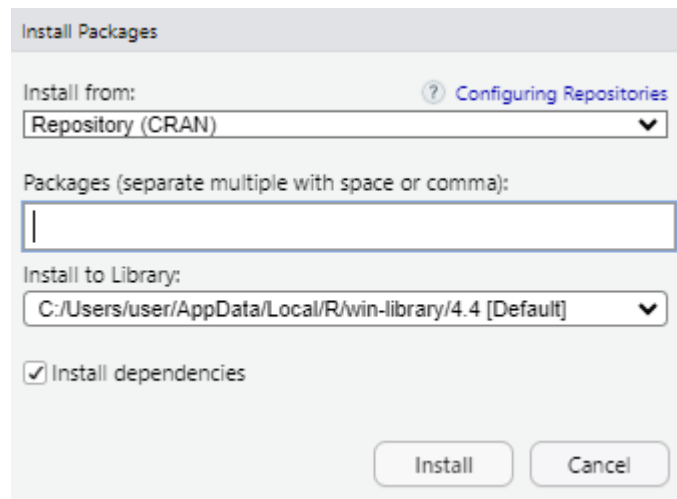 Install Packages
Install from:
? Configuring Repositories
Repository (CRAN)
Packages (separate multiple with space or comma):
Install to Library:
C:/Users/user/AppData/Local/R/win-library/4.4 [Default]
Install dependencies
Install
Cancel